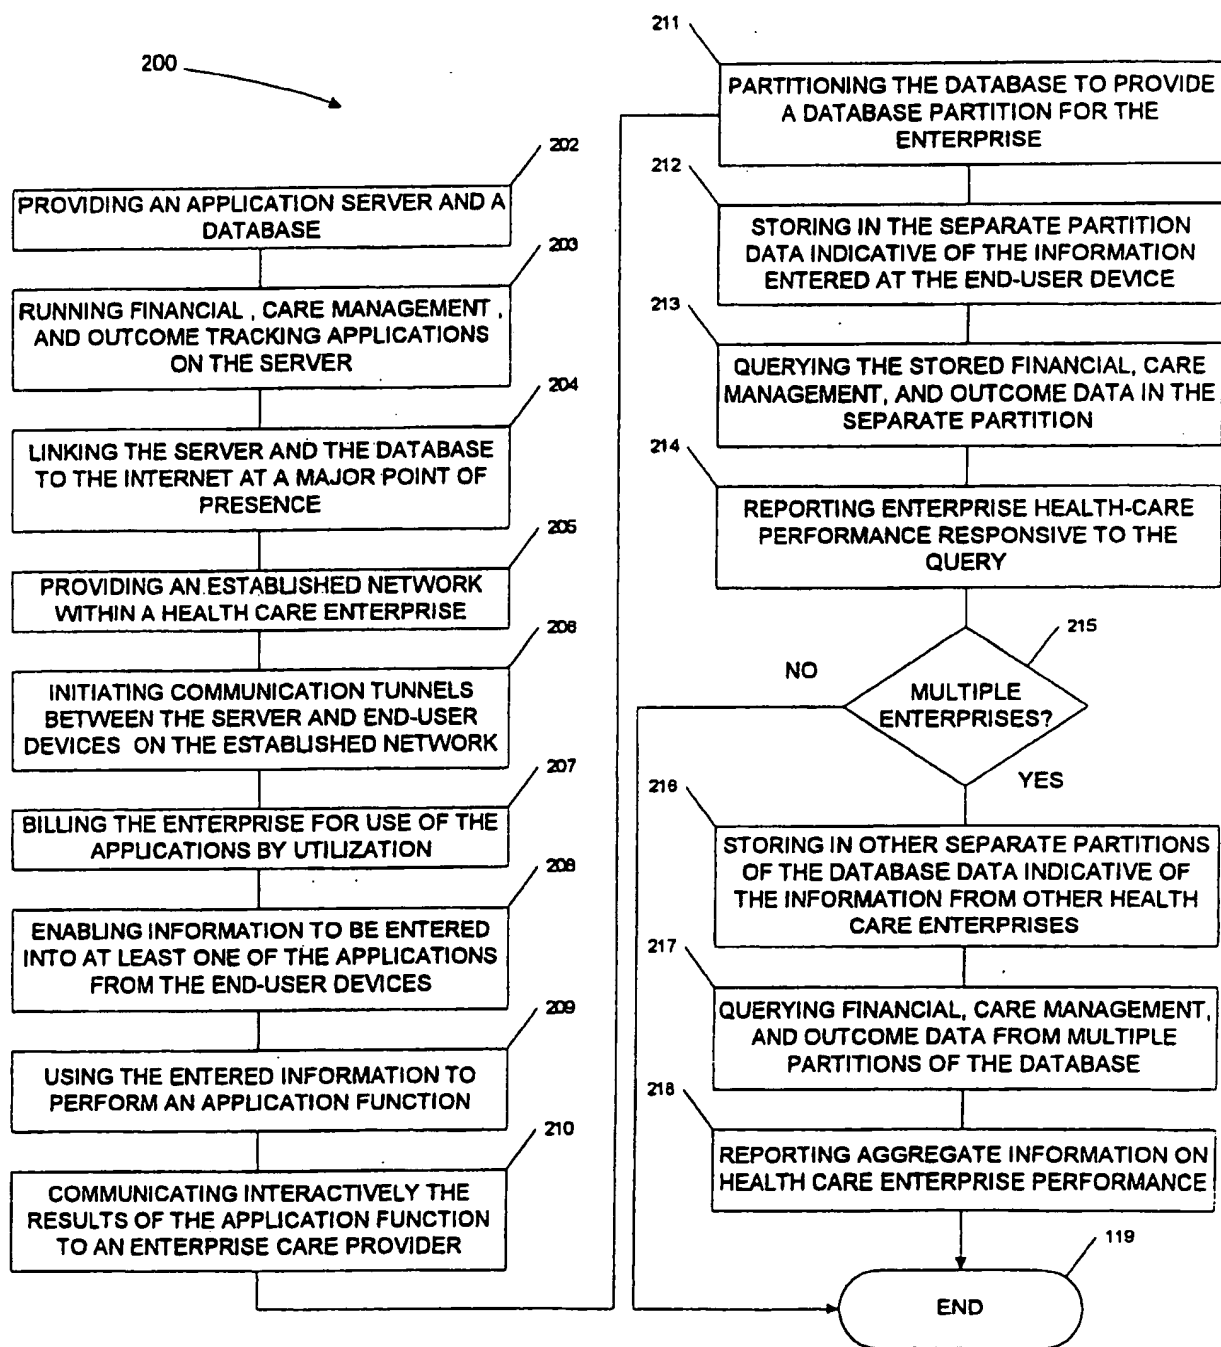 200
202
PROVIDING AN APPLICATION SERVER AND A
DATABASE
203
RUNNING FINANCIAL , CARE MANAGEMENT ,
AND OUTCOME TRACKING APPLICATIONS
ON THE SERVER
204
LINKING THE SERVER AND THE DATABASE
TO THE INTERNET AT A MAJOR POINT OF
PRESENCE
205
PROVIDING AN ESTABLISHED NETWORK
WITHIN A HEALTH CARE ENTERPRISE
206
INITIATING COMMUNICATION TUNNELS
BETWEEN THE SERVER AND END-USER
DEVICES ON THE ESTABLISHED NETWORK
207
BILLING THE ENTERPRISE FOR USE OF THE
APPLICATIONS BY UTILIZATION
208
ENABLING INFORMATION TO BE ENTERED
INTO AT LEAST ONE OF THE APPLICATIONS
FROM THE END-USER DEVICES
209
USING THE ENTERED INFORMATION TO
PERFORM AN APPLICATION FUNCTION
210
COMMUNICATING INTERACTIVELY THE
RESULTS OF THE APPLICATION FUNCTION
TO AN ENTERPRISE CARE PROVIDER
211
PARTITIONING THE DATABASE TO PROVIDE
A DATABASE PARTITION FOR THE
ENTERPRISE
212
STORING IN THE SEPARATE PARTITION
DATA INDICATIVE OF THE INFORMATION
ENTERED AT THE END-USER DEVICE
213
QUERYING THE STORED FINANCIAL, CARE
MANAGEMENT, AND OUTCOME DATA IN THE
SEPARATE PARTITION
214
REPORTING ENTERPRISE HEALTH-CARE
PERFORMANCE RESPONSIVE TO THE
QUERY
215
NO
MULTIPLE
ENTERPRISES?
YES
216
STORING IN OTHER SEPARATE PARTITIONS
OF THE DATABASE DATA INDICATIVE OF
THE INFORMATION FROM OTHER HEALTH
CARE ENTERPRISES
217
QUERYING FINANCIAL, CARE MANAGEMENT,
AND OUTCOME DATA FROM MULTIPLE
PARTITIONS OF THE DATABASE
218
REPORTING AGGREGATE INFORMATION ON
HEALTH CARE ENTERPRISE PERFORMANCE
119
END